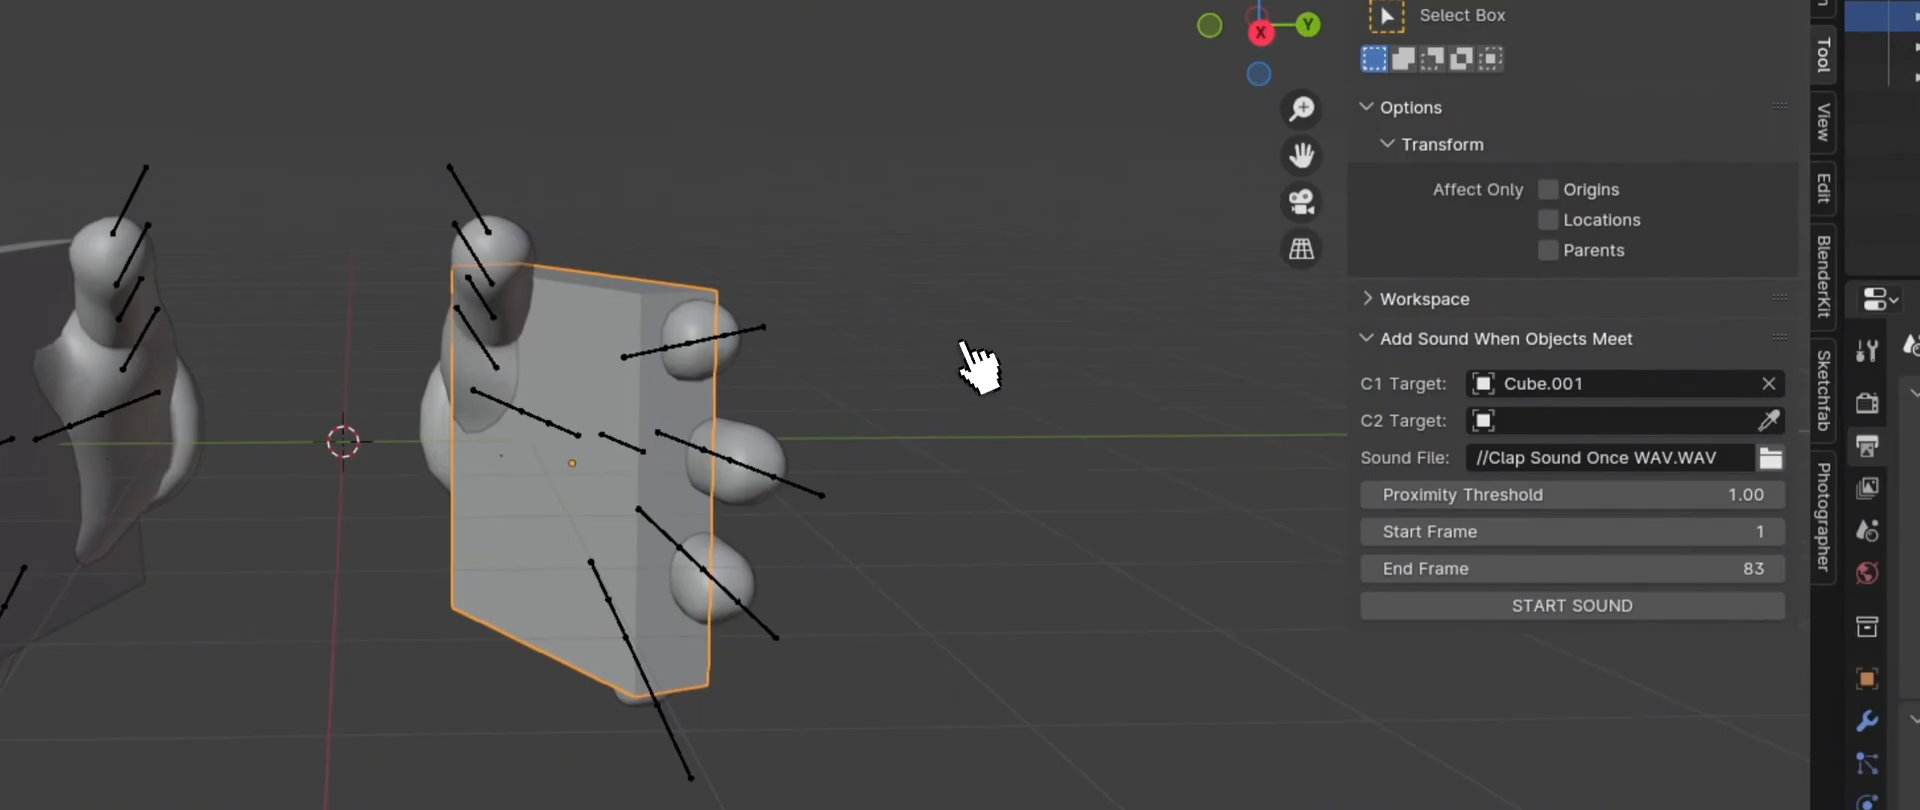 Select Box
Y
X
Tool
Options
View
Transform
Affect Only Origins
Edit
Locations
Parents
BlenderKit
Workspace
Add Sound When Objects Meet
C1 Target: Cube.001
Sketchfab
C2 Target:
Sound File: //Clap Sound Once WAV.WAV
Proximity Threshold 1.00
Photographer
Start Frame 1
End Frame 83
START SOUND